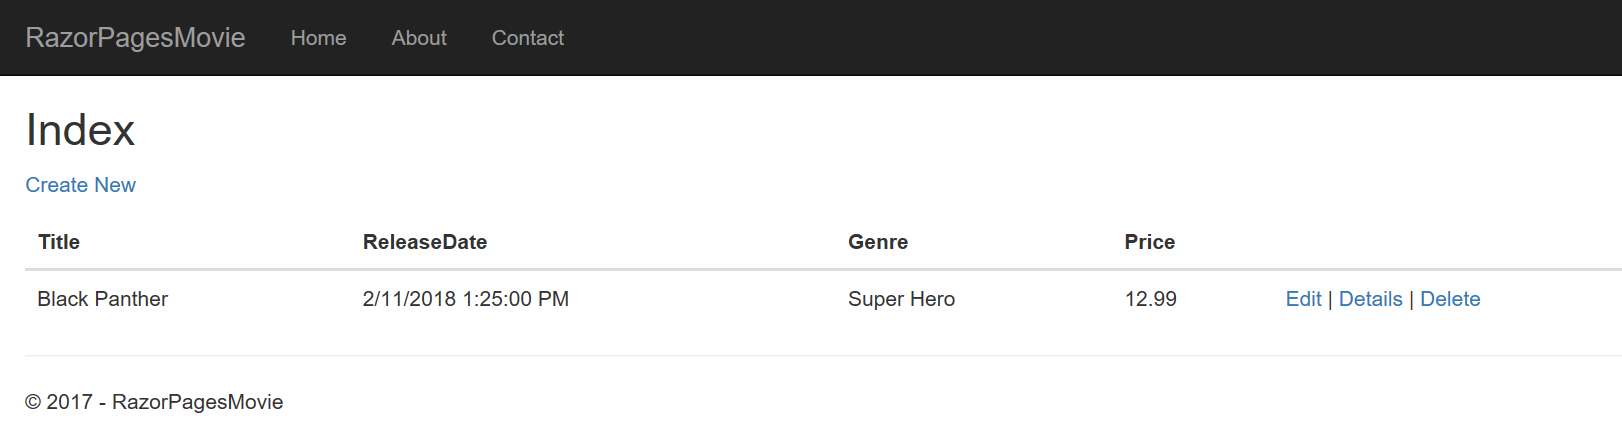 RazorPagesMovie Home About Contact
Index
Create New
Title ReleaseDate Genre Price
Black Panther 2/11/2018 1:25:00 PM Super Hero 12.99 Edit | Details | Delete
© 2017 - RazorPagesMovie